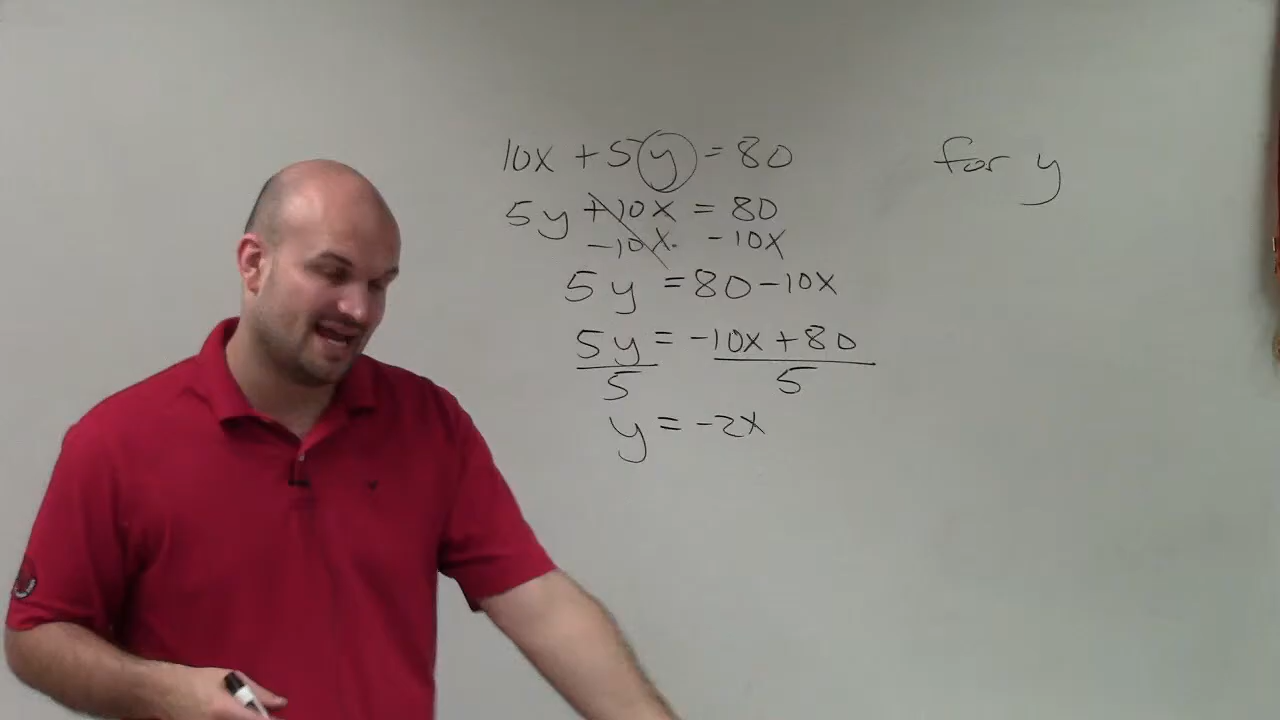 10x + 5y = 80
for y
5y + 10x = 80
-10x -10x
5y = 80 - 10x
5y = -10x + 80
5 5
y = -2x